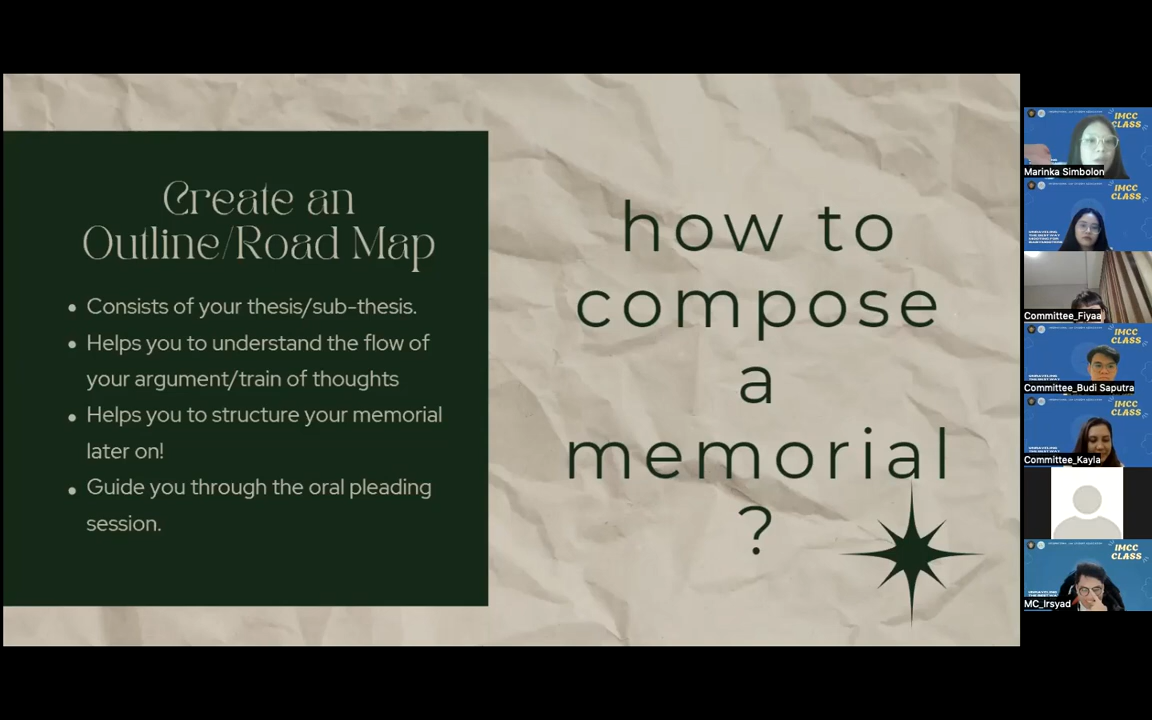 Create an
Outline/Road Map
Consists of your thesis/sub-thesis.
Helps you to understand the flow of
your argument/train of thoughts
Helps you to structure your memorial
later on!
Guide you through the oral pleading
session.
how to
compose
a
memorial
?
IMCC
CLASS
Marinka Simbolon
IMCC
CLASS
Committee_Fiyaa
IMCC
CLASS
Committee_Budi Saputra
IMCC
CLASS
Committee_Kayla
IMCC
CLASS
MC_Irsyad